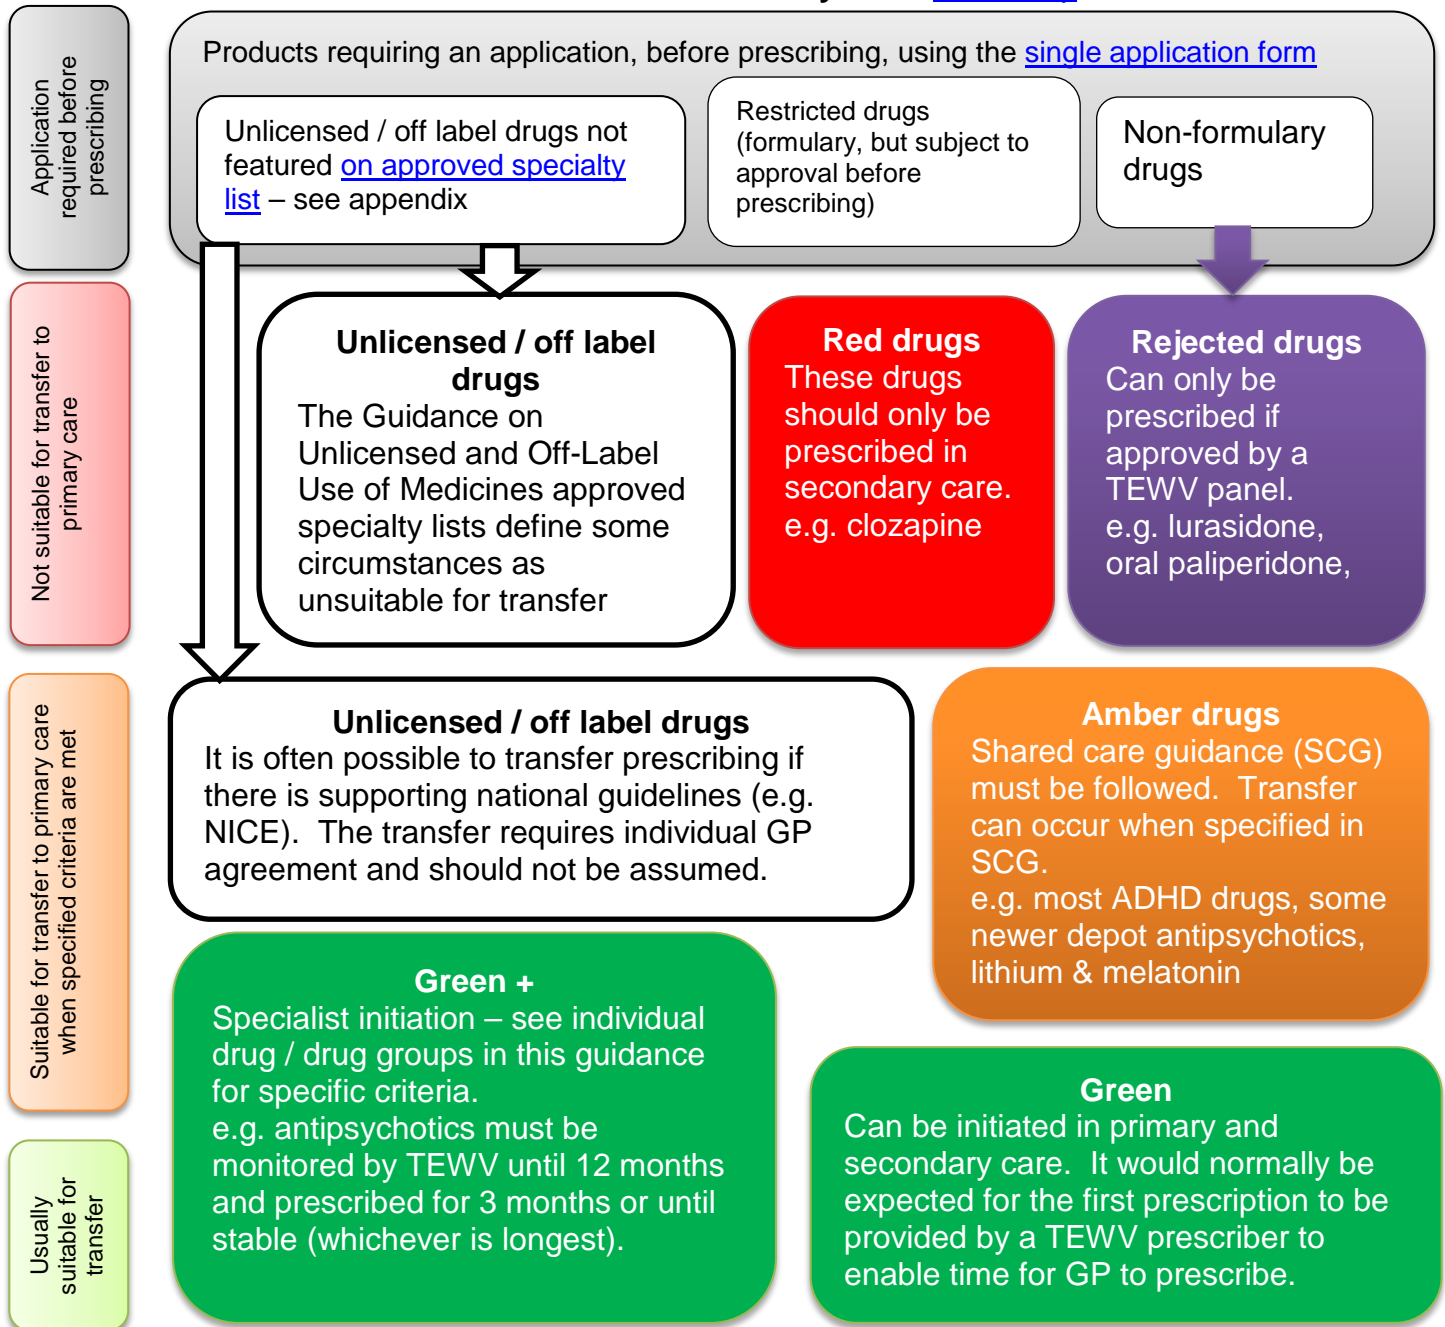 Application
required before
prescribing
Products requiring an application, before prescribing, using the single application form
Unlicensed / off label drugs not
featured on approved specialty
list – see appendix
Restricted drugs
(formulary, but subject to
approval before
prescribing)
Non-formulary
drugs
Not suitable for transfer to
primary care
Unlicensed / off label
drugs
The Guidance on
Unlicensed and Off-Label
Use of Medicines approved
specialty lists define some
circumstances as
unsuitable for transfer
Red drugs
These drugs
should only be
prescribed in
secondary care.
e.g. clozapine
Rejected drugs
Can only be
prescribed if
approved by a
TEWV panel.
e.g. lurasidone,
oral paliperidone,
Suitable for transfer to primary care
when specified criteria are met
Unlicensed / off label drugs
It is often possible to transfer prescribing if
there is supporting national guidelines (e.g.
NICE).  The transfer requires individual GP
agreement and should not be assumed.
Amber drugs
Shared care guidance (SCG)
must be followed.  Transfer
can occur when specified in
SCG.
e.g. most ADHD drugs, some
newer depot antipsychotics,
lithium & melatonin
Green +
Specialist initiation – see individual
drug / drug groups in this guidance
for specific criteria.
e.g. antipsychotics must be
monitored by TEWV until 12 months
and prescribed for 3 months or until
stable (whichever is longest).
Usually
suitable for
transfer
Green
Can be initiated in primary and
secondary care.  It would normally be
expected for the first prescription to be
provided by a TEWV prescriber to
enable time for GP to prescribe.